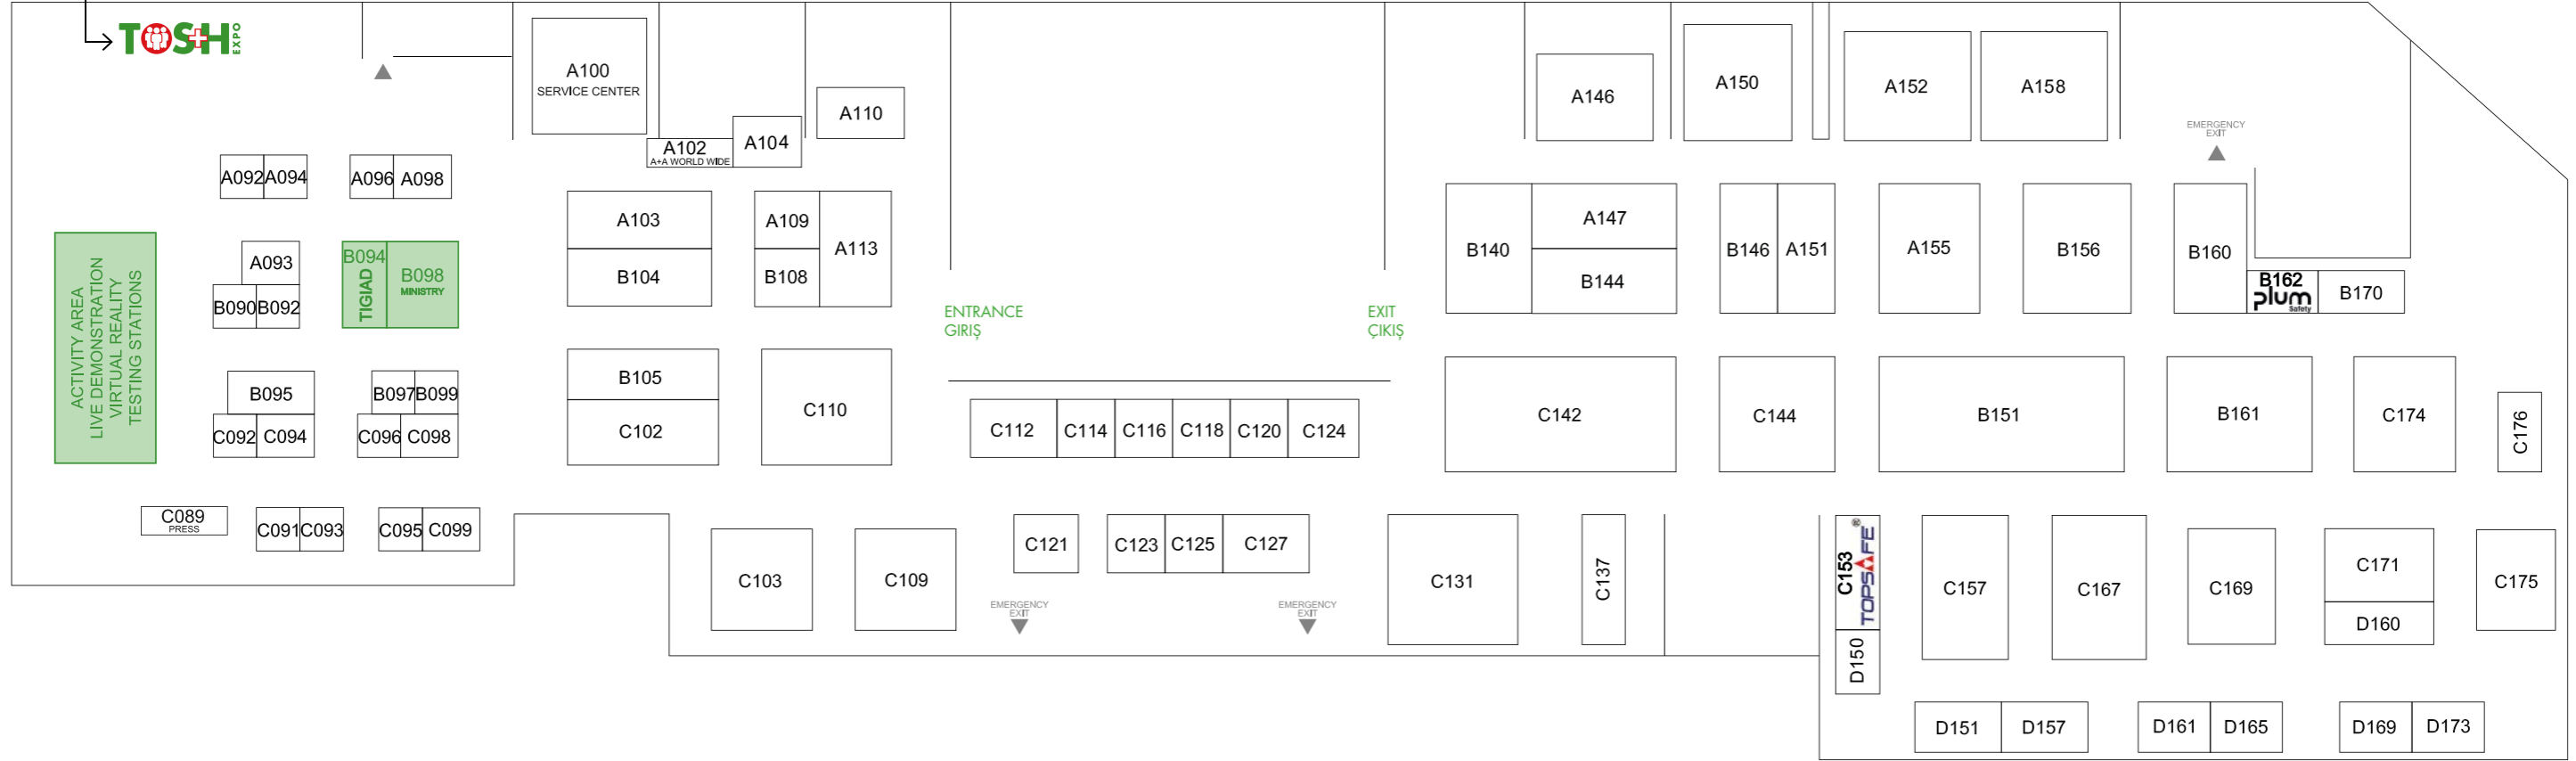 TOS+H EXPO
A100
SERVICE CENTER
A102
A+A WORLD WIDE
A104
A110
A146
A150
A152
A158
EMERGENCY
EXIT
A092
A094
A096
A098
A103
B104
A109
B108
A113
B140
A147
B144
B146
A151
A155
B156
B160
B162
plum
Safety
B170
ACTIVITY AREA
LIVE DEMONSTRATION
VIRTUAL REALITY
TESTING STATIONS
A093
B090
B092
B094
TIGIAD
B098
MINISTRY
ENTRANCE
GIRIŞ
EXIT
ÇIKIŞ
B095
C092
C094
B097
B099
C096
C098
B105
C102
C110
C112
C114
C116
C118
C120
C124
C142
C144
B151
B161
C174
C176
C089
PRESS
C091
C093
C095
C099
C103
C109
C121
C123
C125
C127
EMERGENCY
EXIT
EMERGENCY
EXIT
C131
C137
C153
TOPSAFE®
D150
C157
C167
C169
C171
D160
C175
D151
D157
D161
D165
D169
D173